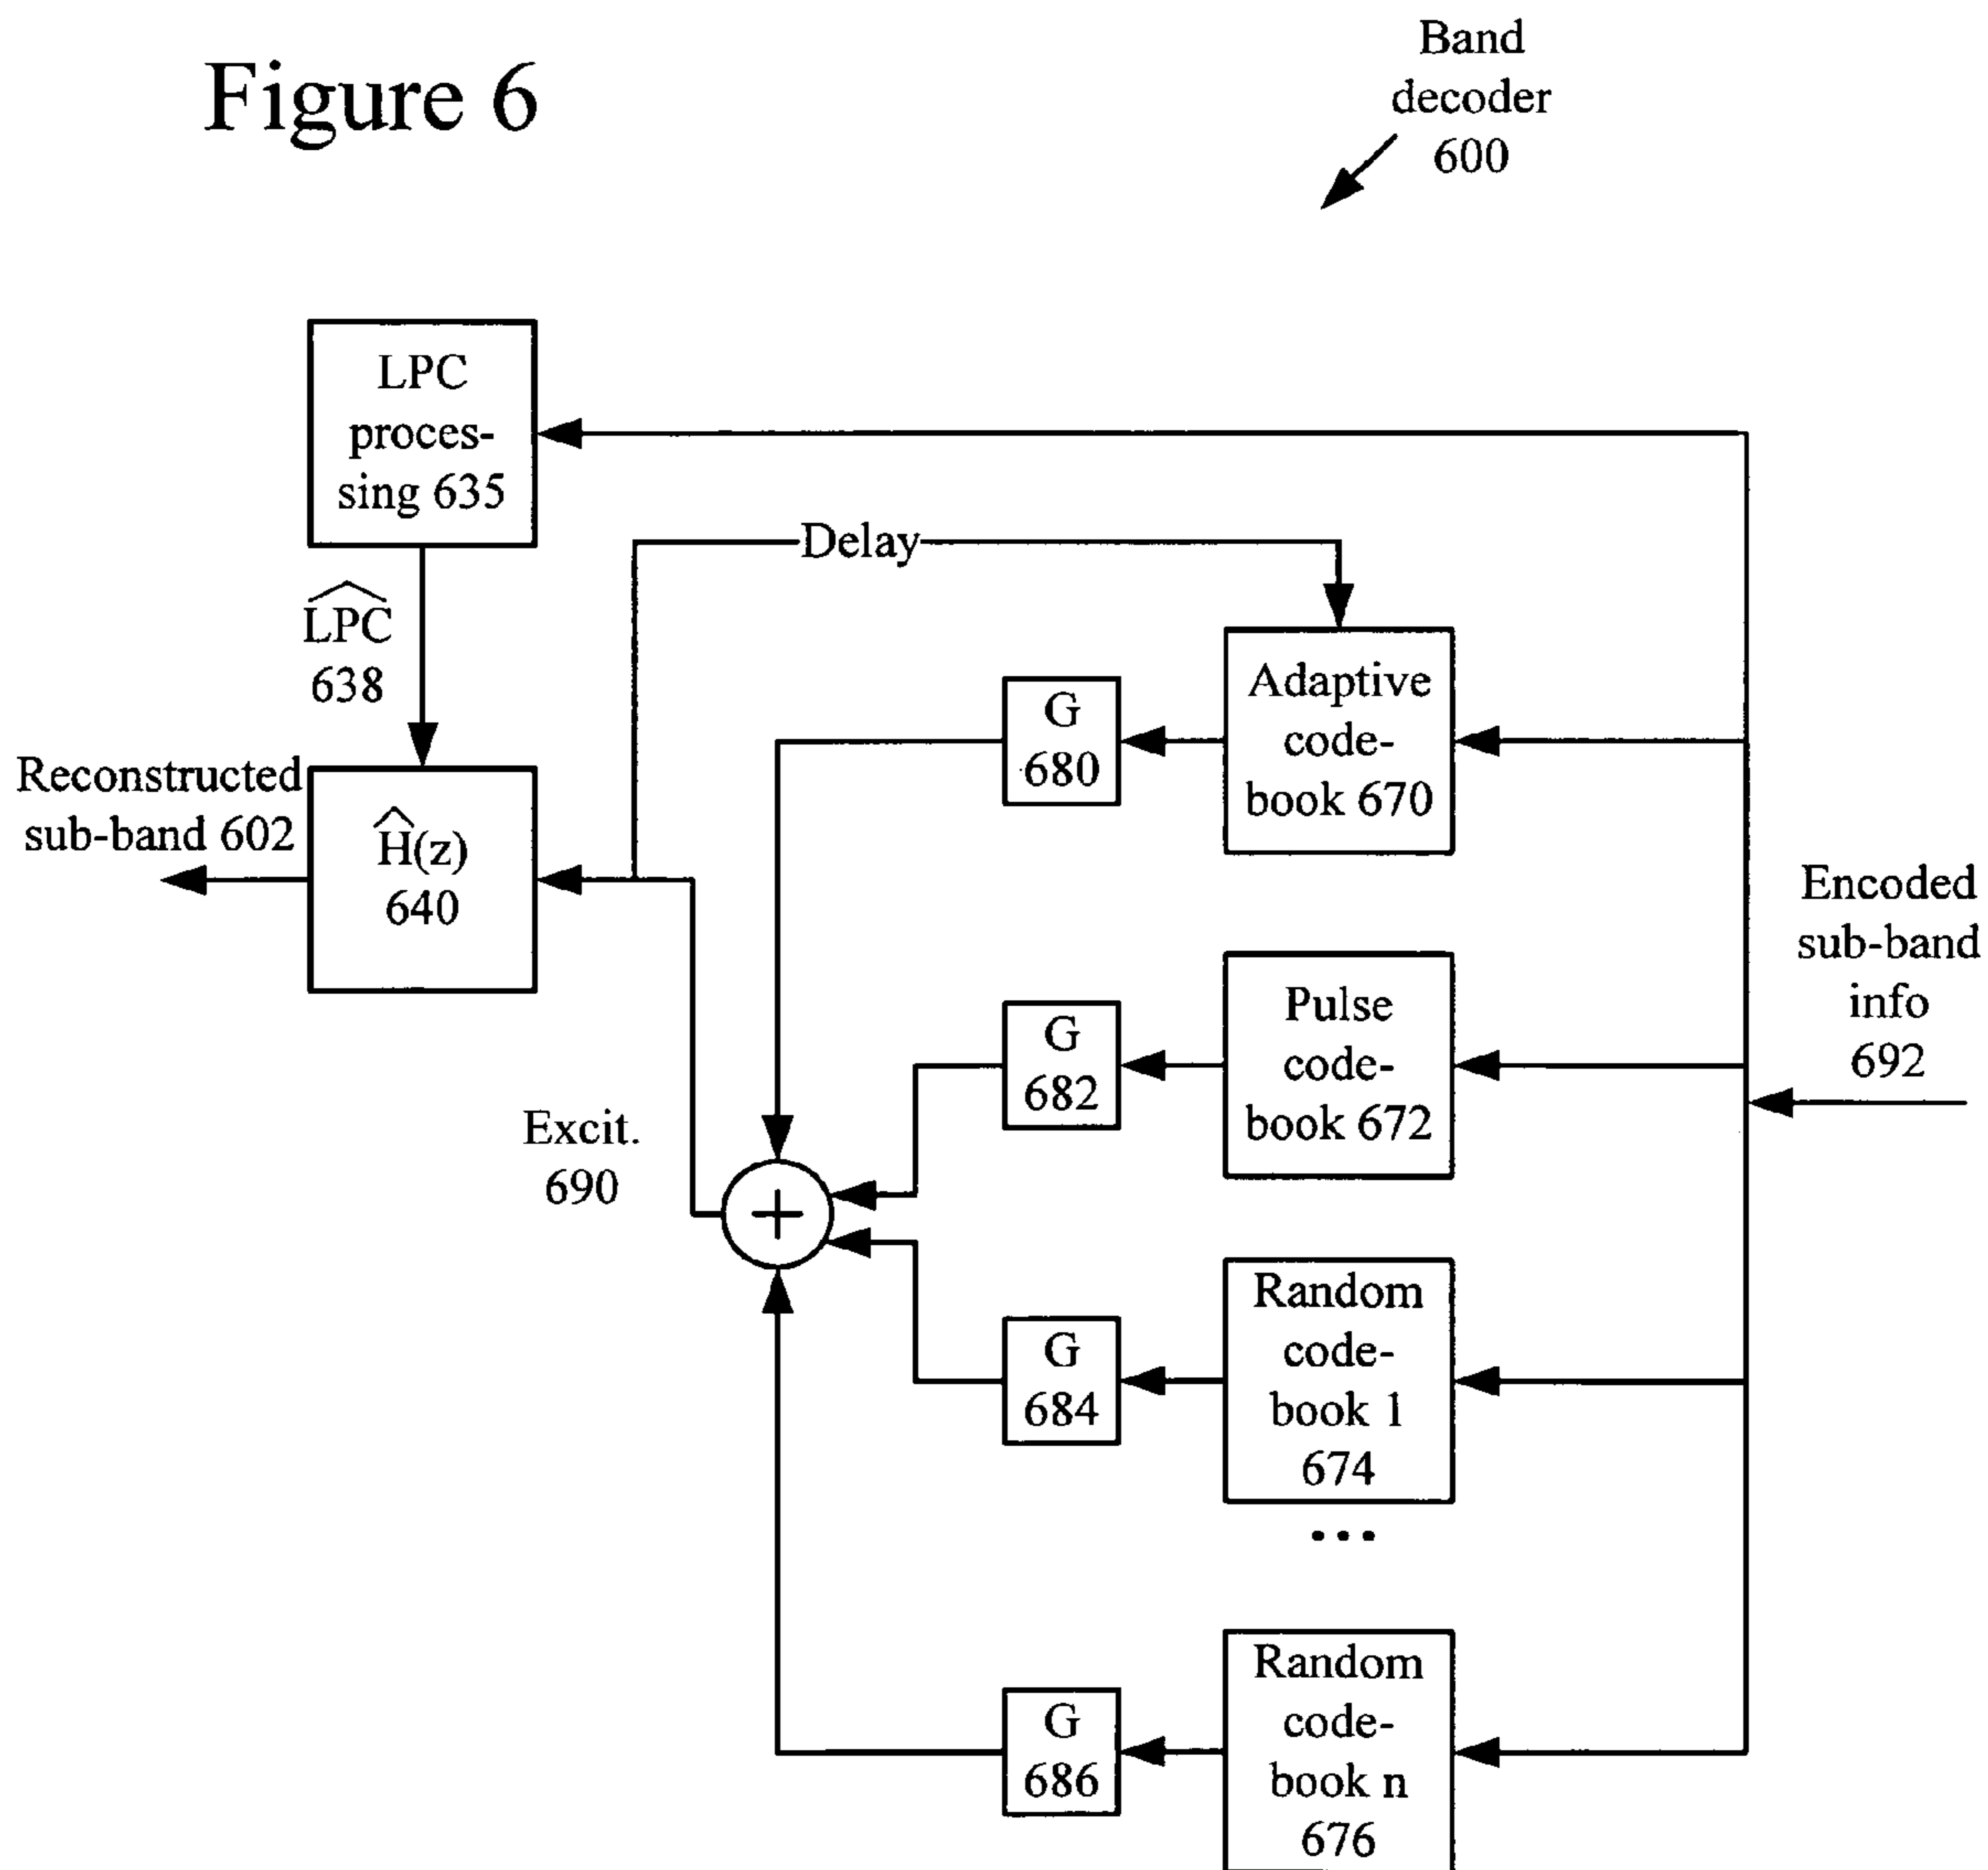 Figure 6
Band
decoder
600
LPC
proces-
sing 635
Delay
LPC
638
Adaptive
code-
book 670
G
680
Reconstructed
sub-band 602
Ĥ(z)
640
Encoded
sub-band
info
692
Pulse
code-
book 672
G
682
Excit.
690
+
Random
code-
book 1
674
G
684
...
Random
code-
book n
676
G
686